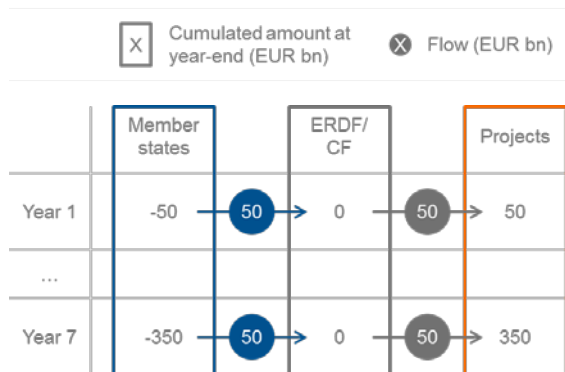 X Cumulated amount at
year-end (EUR bn)
X Flow (EUR bn)
Member
states
ERDF/
CF
Projects
Year 1 -50 50 0 50 50
...
Year 7 -350 50 0 50 350